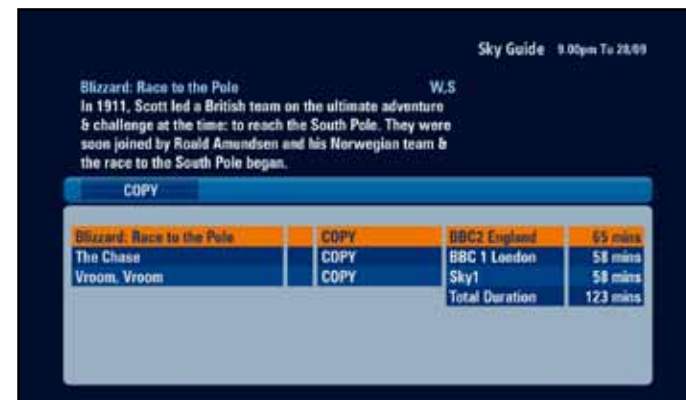 Sky Guide 9.00pm Tu 28/09
Blizzard: Race to the Pole W.S
In 1911, Scott led a British team on the ultimate adventure
& challenge at the time: to reach the South Pole. They were
soon joined by Roald Amundsen and his Norwegian team &
the race to the South Pole began.
COPY
Blizzard: Race to the Pole COPY BBC2 England 65 mins
The Chase COPY BBC 1 London 58 mins
Vroom, Vroom COPY Sky1 58 mins
Total Duration 123 mins